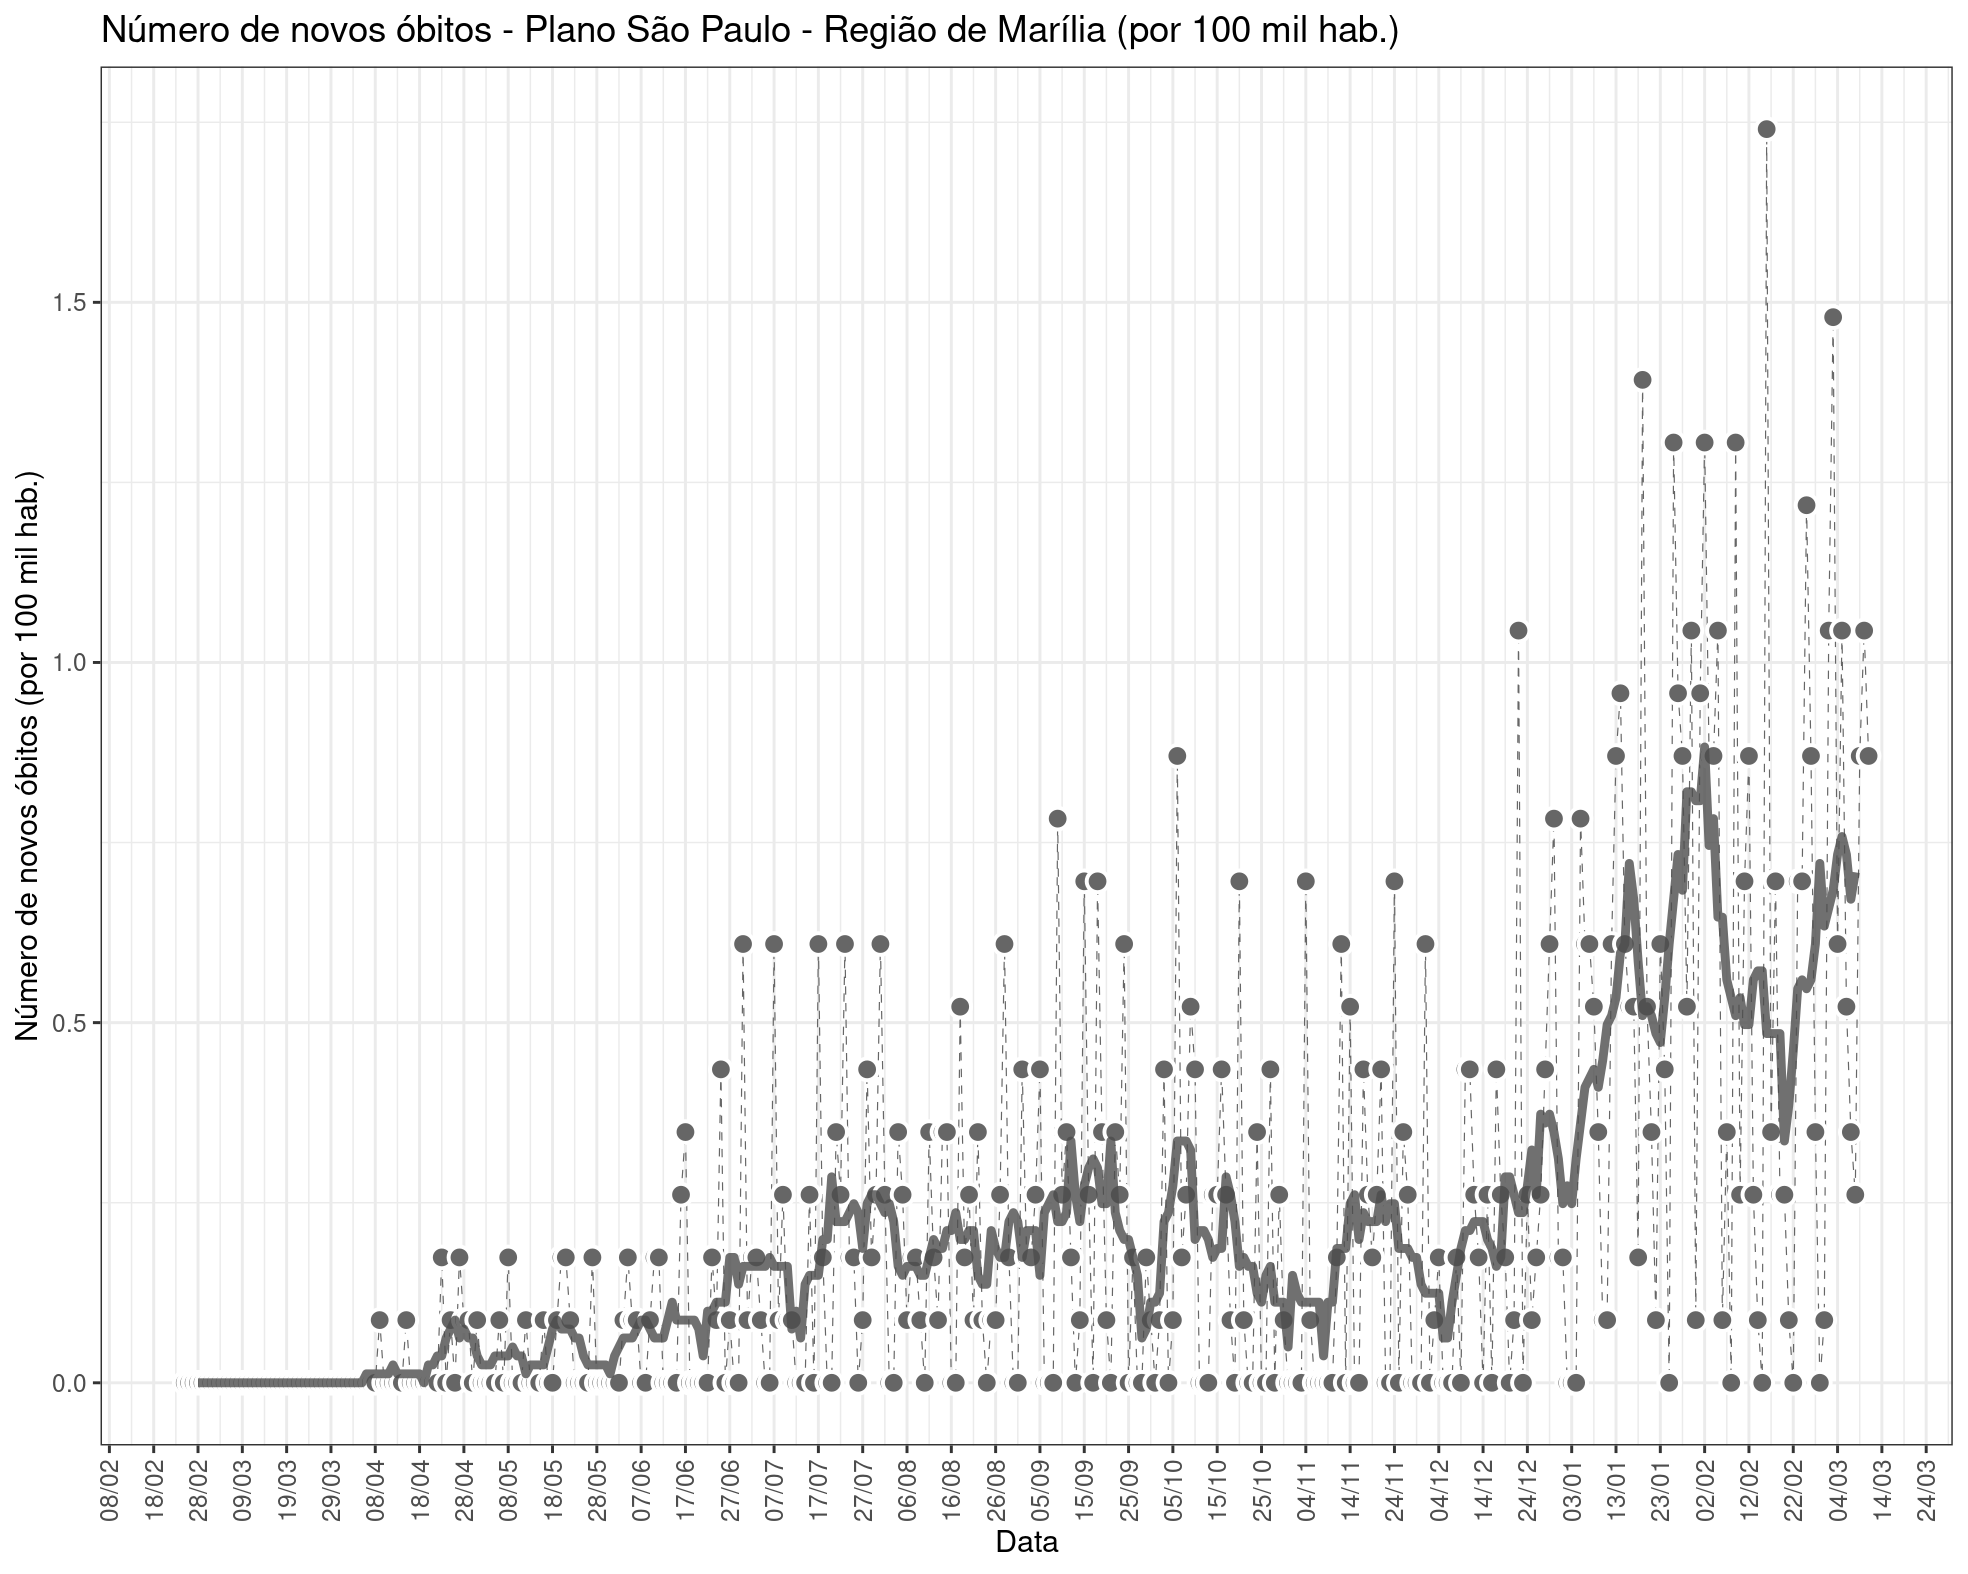 Número de novos óbitos - Plano São Paulo - Região de Marília (por 100 mil hab.)
Número de novos óbitos (por 100 mil hab.)
1.5
1.0
0.5
0.0
08/02 18/02 28/02 09/03 19/03 29/03 08/04 18/04 28/04 08/05 18/05 28/05 07/06 17/06 27/06 07/07 17/07 27/07 06/08 16/08 26/08 05/09 15/09 25/09 05/10 15/10 25/10 04/11 14/11 24/11 04/12 14/12 24/12 03/01 13/01 23/01 02/02 12/02 22/02 04/03 14/03 24/03
Data